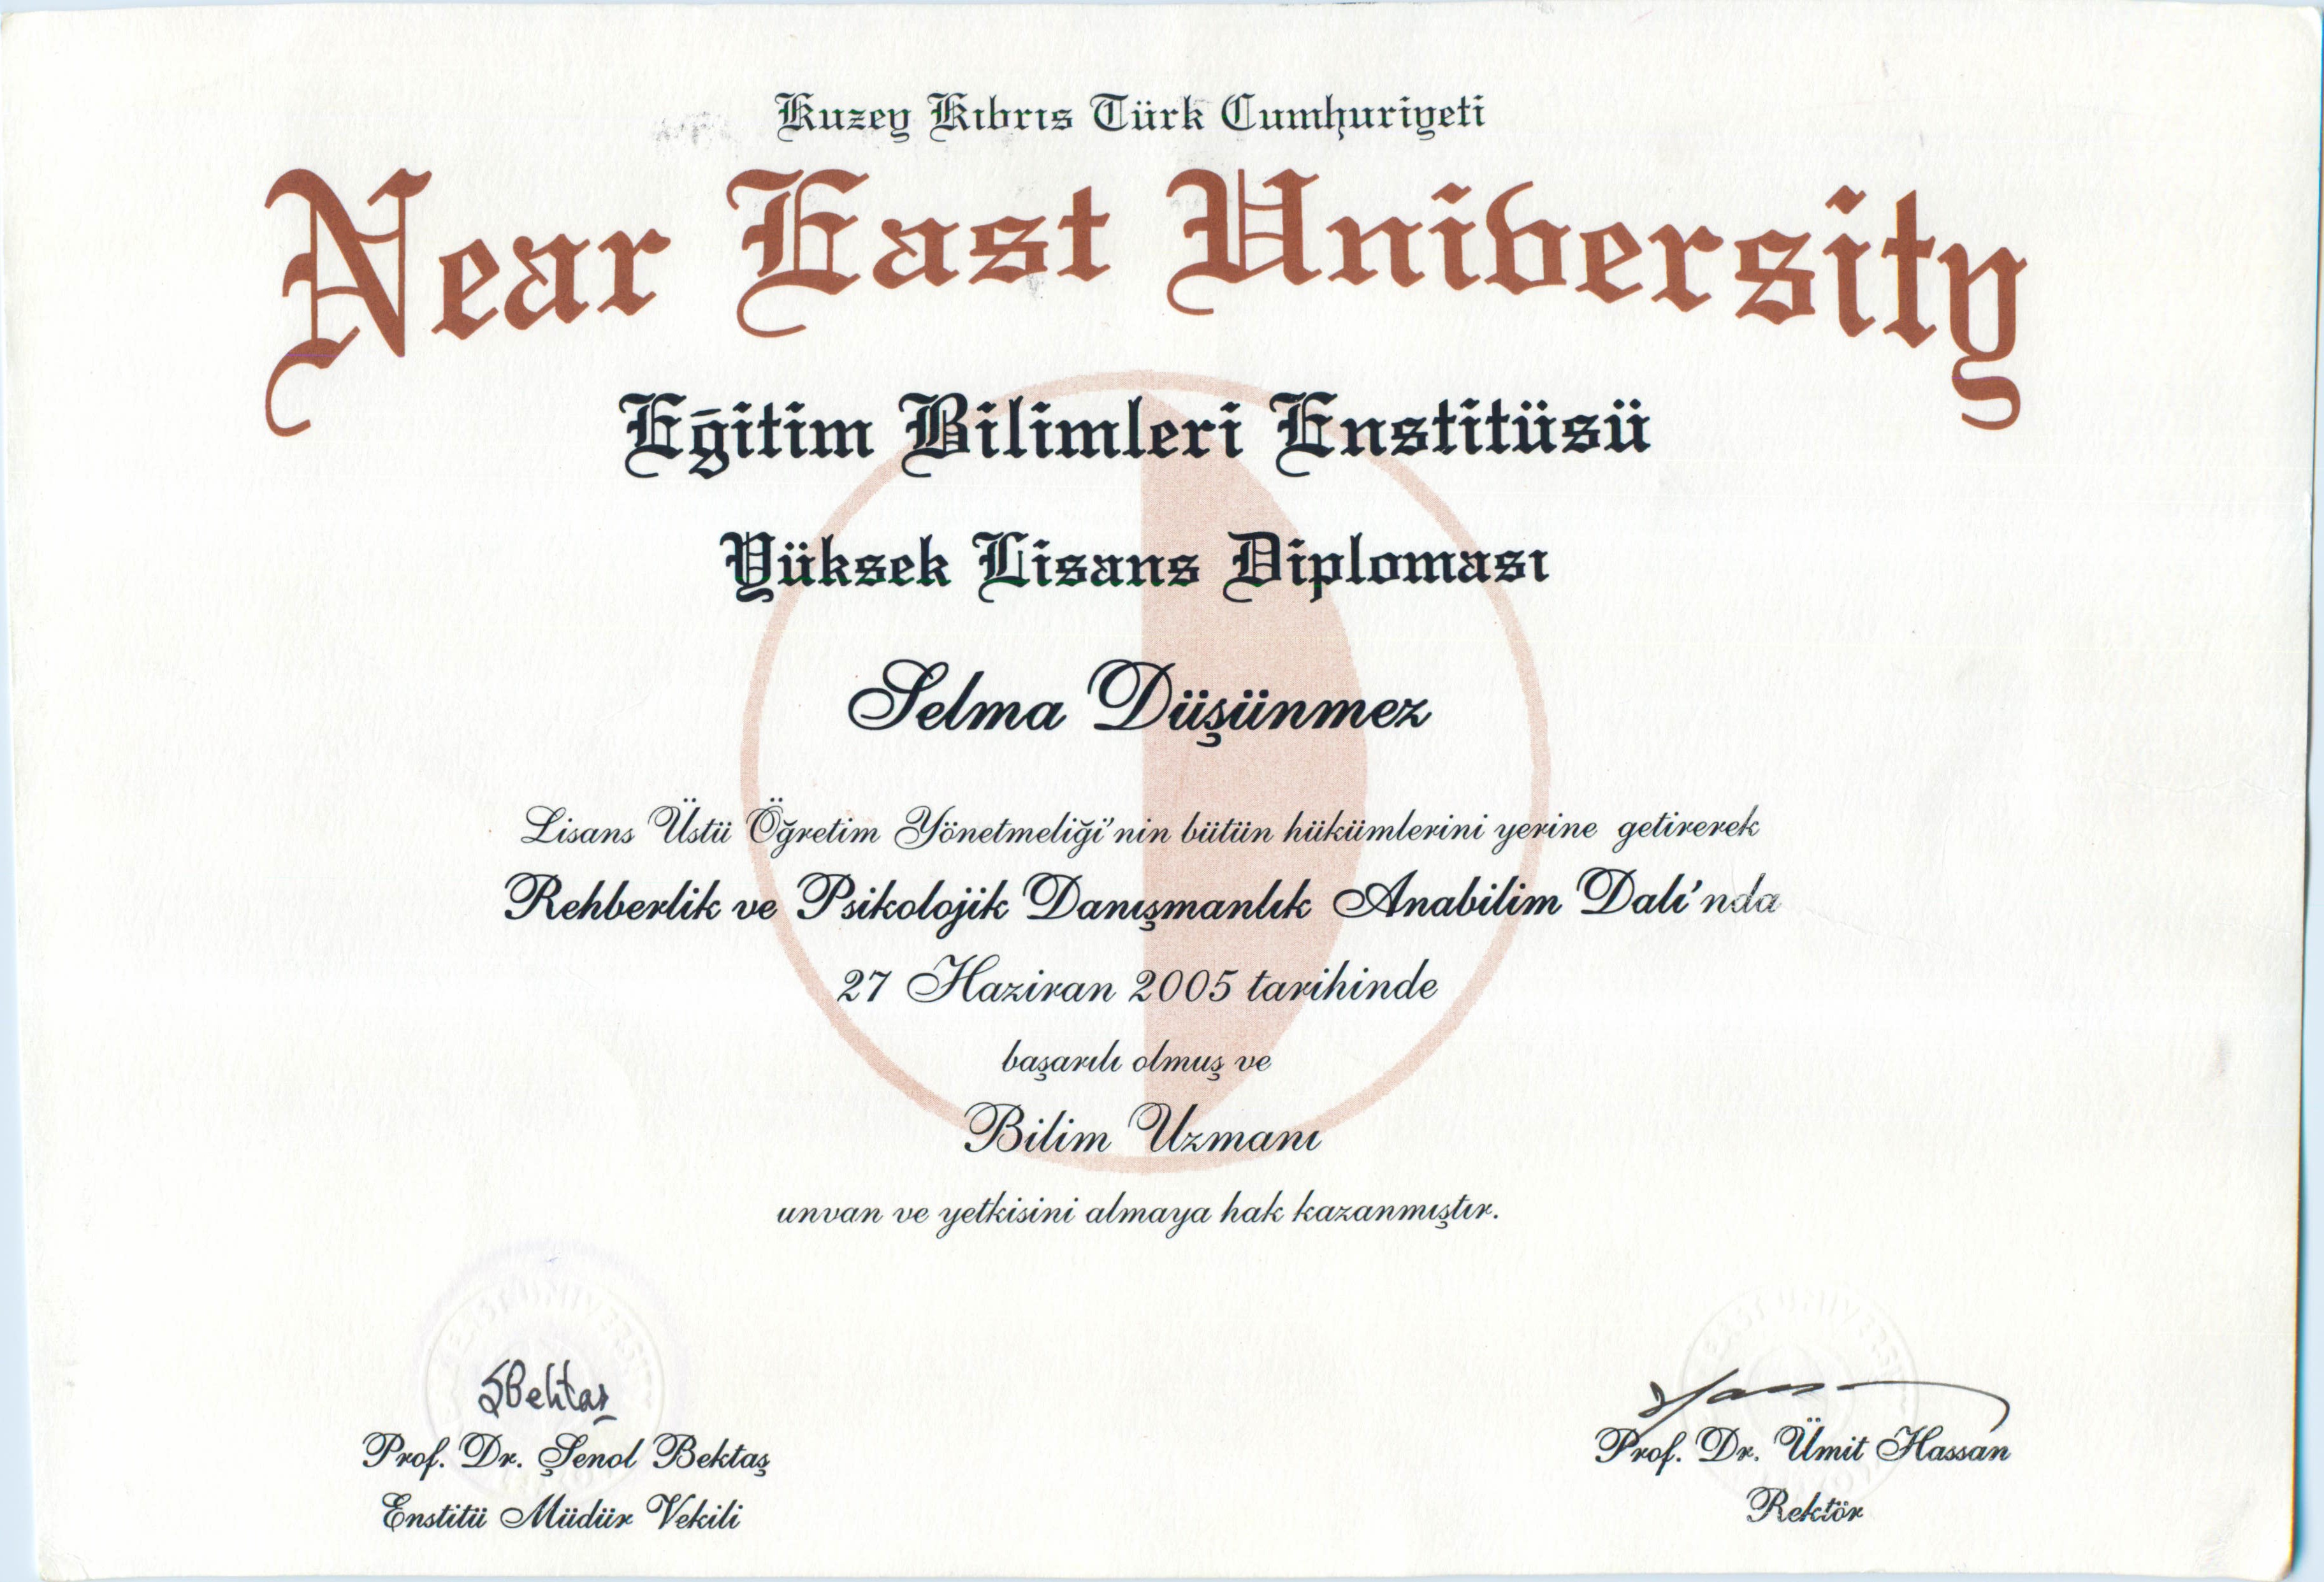 Kuzey Kıbrıs Türk Cumhuriyeti
Near East University
Eğitim Bilimleri Enstitüsü
Yüksek Lisans Diploması
Selma Düşünmez
Lisans Üstü Öğretim Yönetmeliği'nin bütün hükümlerini yerine getirerek
Rehberlik ve Psikolojik Danışmanlık Anabilim Dalı'nda
27 Haziran 2005 tarihinde
başarılı olmuş ve
Bilim Uzmanı
unvan ve yetkisini almaya hak kazanmıştır.
ŞBektaş
Prof. Dr. Şenol Bektaş
Enstitü Müdür Vekili
EAST UNIVERSI
Prof. Dr. Ümit Hassan
Rektör